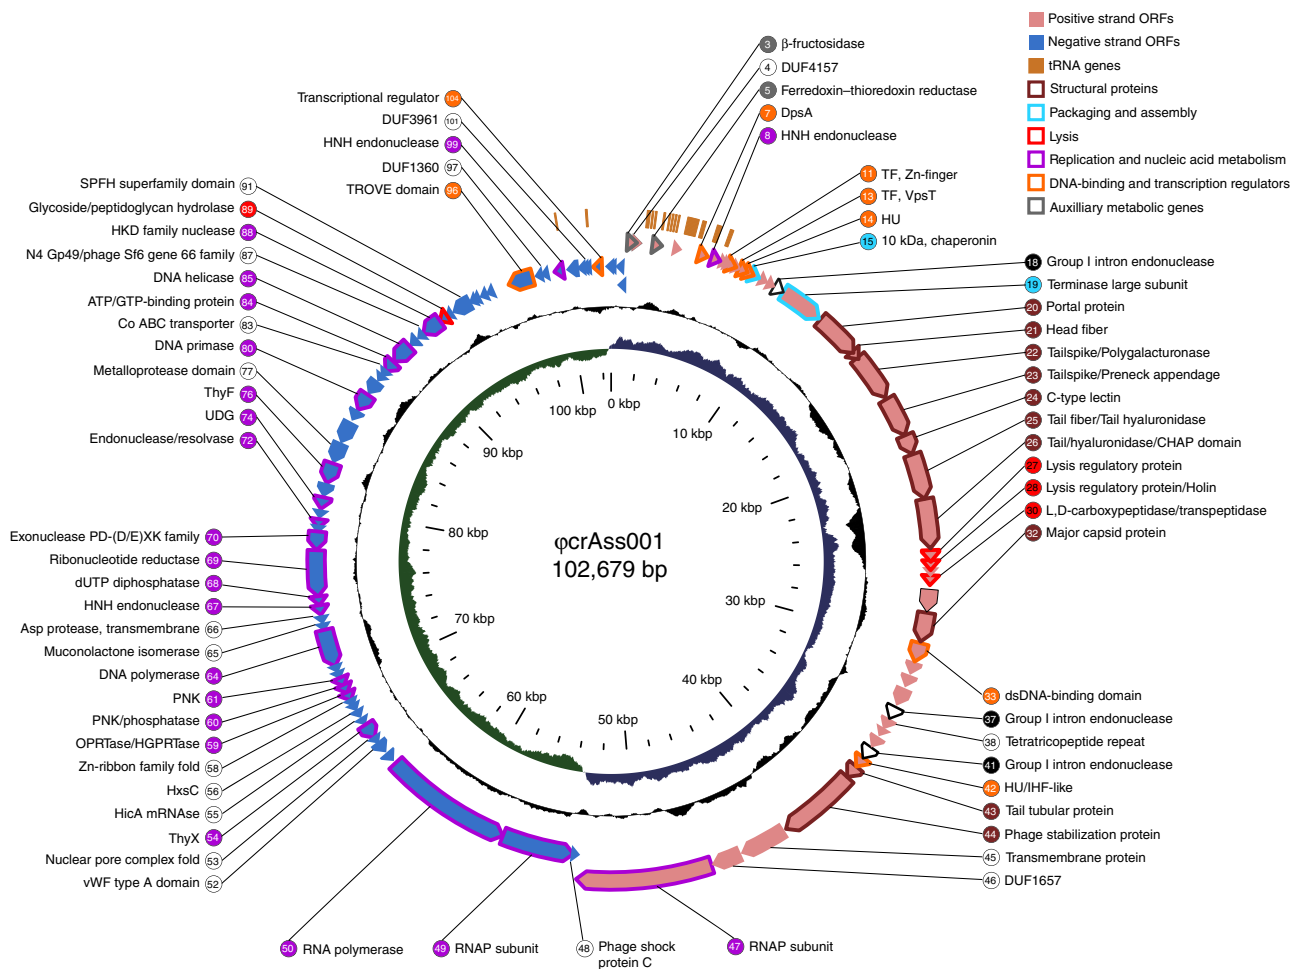 Positive strand ORFs
Negative strand ORFs
tRNA genes
Structural proteins
Packaging and assembly
Lysis
Replication and nucleic acid metabolism
DNA-binding and transcription regulators
Auxilliary metabolic genes
3 β-fructosidase
4 DUF4157
5 Ferredoxin–thioredoxin reductase
7 DpsA
8 HNH endonuclease
11 TF, Zn-finger
13 TF, VpsT
14 HU
15 10 kDa, chaperonin
18 Group I intron endonuclease
19 Terminase large subunit
20 Portal protein
21 Head fiber
22 Tailspike/Polygalacturonase
23 Tailspike/Preneck appendage
24 C-type lectin
25 Tail fiber/Tail hyaluronidase
26 Tail/hyaluronidase/CHAP domain
27 Lysis regulatory protein
28 Lysis regulatory protein/Holin
30 L,D-carboxypeptidase/transpeptidase
32 Major capsid protein
33 dsDNA-binding domain
37 Group I intron endonuclease
38 Tetratricopeptide repeat
41 Group I intron endonuclease
42 HU/IHF-like
43 Tail tubular protein
44 Phage stabilization protein
45 Transmembrane protein
46 DUF1657
47 RNAP subunit
48 Phage shock
protein C
49 RNAP subunit
50 RNA polymerase
vWF type A domain 52
Nuclear pore complex fold 53
ThyX 54
HicA mRNAse 55
HxsC 56
Zn-ribbon family fold 58
OPRTase/HGPRTase 59
PNK/phosphatase 60
PNK 61
DNA polymerase 64
Muconolactone isomerase 65
Asp protease, transmembrane 66
HNH endonuclease 67
dUTP diphosphatase 68
Ribonucleotide reductase 69
Exonuclease PD-(D/E)XK family 70
Endonuclease/resolvase 72
UDG 74
ThyF 76
Metalloprotease domain 77
DNA primase 80
Co ABC transporter 83
ATP/GTP-binding protein 84
DNA helicase 85
N4 Gp49/phage Sf6 gene 66 family 87
HKD family nuclease 88
Glycoside/peptidoglycan hydrolase 89
SPFH superfamily domain 91
TROVE domain 96
DUF1360 97
HNH endonuclease 99
DUF3961 101
Transcriptional regulator 104
0 kbp
10 kbp
20 kbp
30 kbp
40 kbp
50 kbp
60 kbp
70 kbp
80 kbp
90 kbp
100 kbp
φcrAss001
102,679 bp